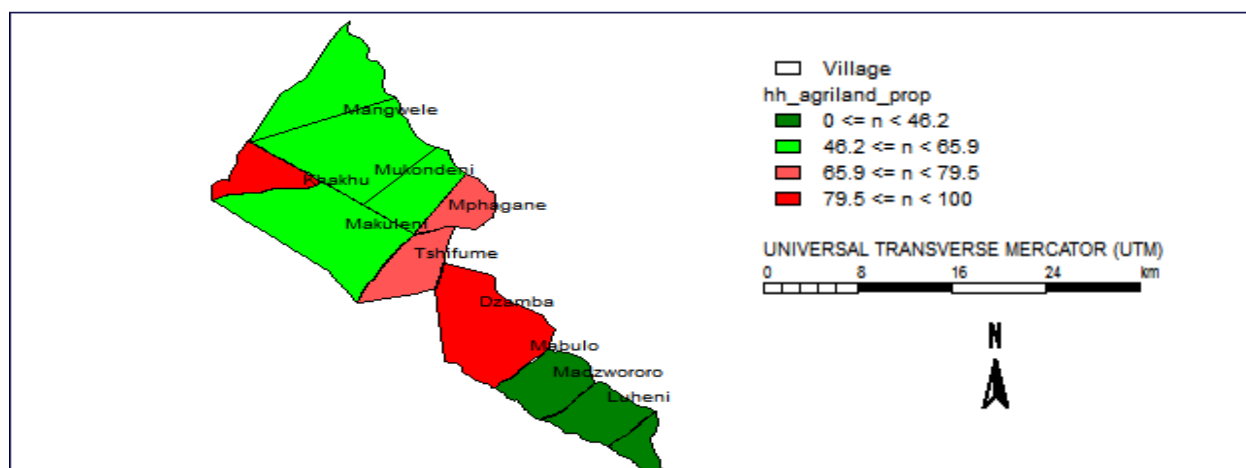 Mangwele
Khakhu
Mukondeni
Mphagane
Makuleni
Tshifume
Dzamba
Mabulo
Madzwororo
Luheni
Village
hh_agriland_prop
0 <= n < 46.2
46.2 <= n < 65.9
65.9 <= n < 79.5
79.5 <= n < 100
UNIVERSAL TRANSVERSE MERCATOR (UTM)
0 8 16 24 km
N